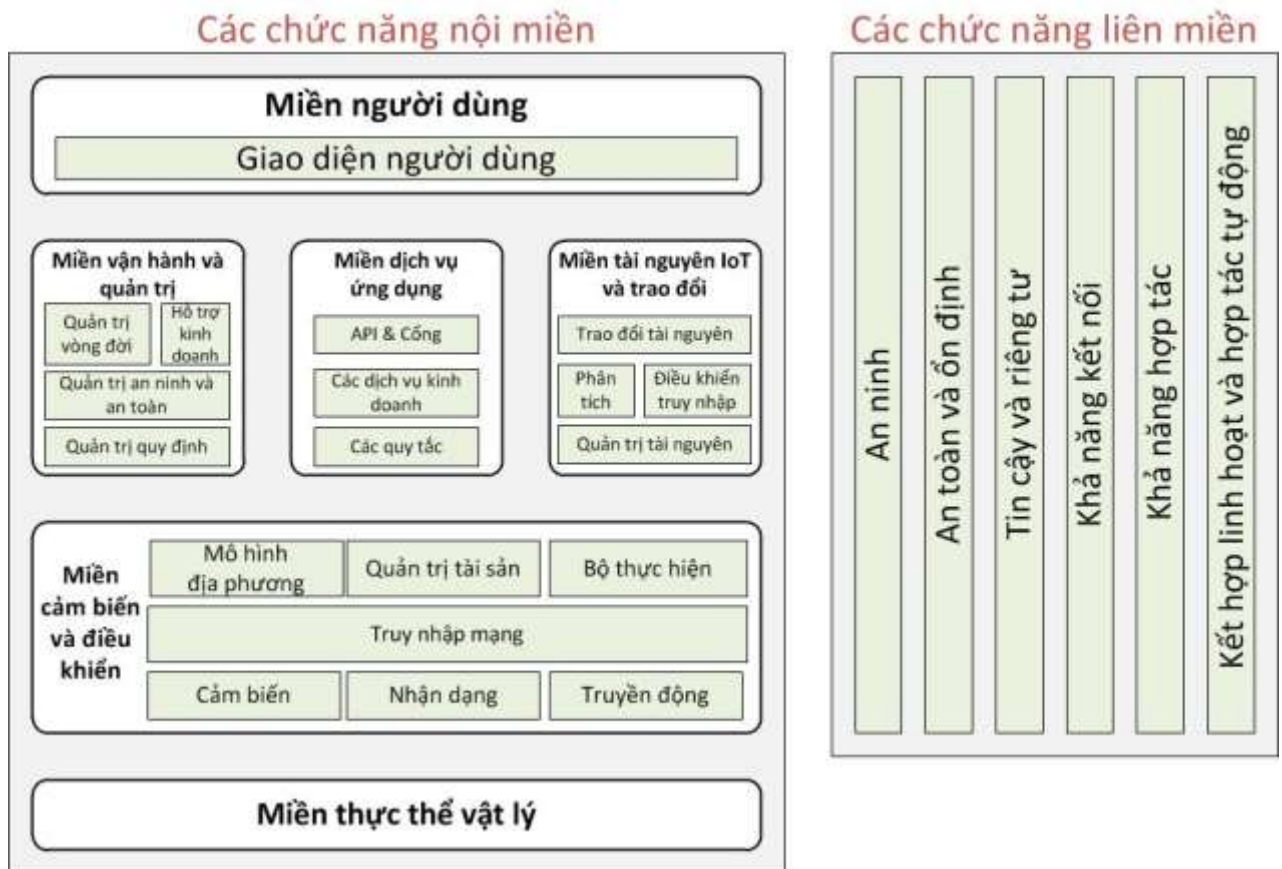 Các chức năng nội miền
Miền người dùng
Giao diện người dùng
Miền vận hành và
quản trị
Quản trị
vòng đời
Hỗ trợ
kinh
doanh
Quản trị an ninh và
an toàn
Quản trị quy định
Miền dịch vụ
ứng dụng
API & Cổng
Các dịch vụ kinh
doanh
Các quy tắc
Miền tài nguyên IoT
và trao đổi
Trao đổi tài nguyên
Phân
tích
Điều khiển
truy nhập
Quản trị tài nguyên
Miền
cảm biến
và điều
khiển
Mô hình
địa phương
Quản trị tài sản
Bộ thực hiện
Truy nhập mạng
Cảm biến
Nhận dạng
Truyền động
Miền thực thể vật lý
Các chức năng liên miền
An ninh
An toàn và ổn định
Tin cậy và riêng tư
Khả năng kết nối
Khả năng hợp tác
Kết hợp linh hoạt và hợp tác tự động